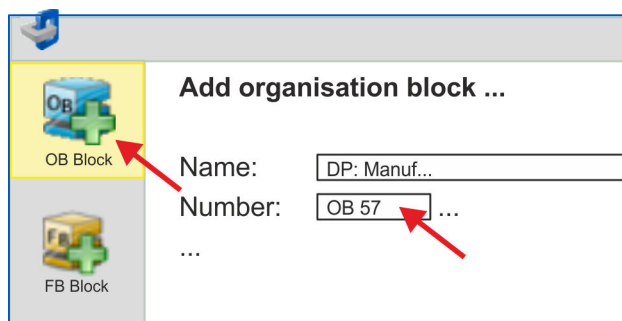 Add organisation block ...
OB
OB Block
Name: DP: Manuf...
Number: OB 57 ...
...
FB
FB Block